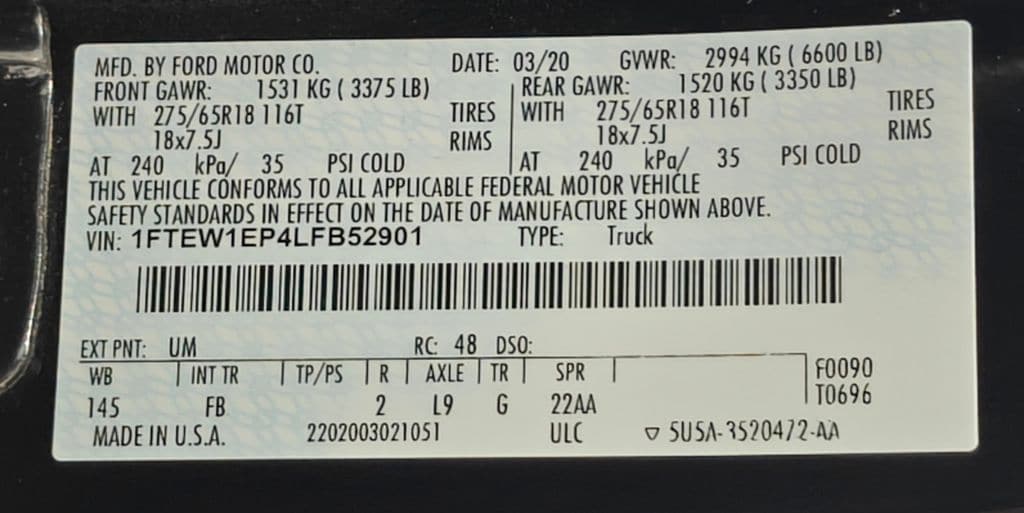 MFD. BY FORD MOTOR CO. DATE: 03/20 GVWR: 2994 KG ( 6600 LB)
FRONT GAWR: 1531 KG ( 3375 LB) REAR GAWR: 1520 KG ( 3350 LB)
WITH 275/65R18 116T TIRES WITH 275/65R18 116T TIRES
18x7.5J RIMS 18x7.5J RIMS
AT 240 kPa/ 35 PSI COLD AT 240 kPa/ 35 PSI COLD
THIS VEHICLE CONFORMS TO ALL APPLICABLE FEDERAL MOTOR VEHICLE
SAFETY STANDARDS IN EFFECT ON THE DATE OF MANUFACTURE SHOWN ABOVE.
VIN: 1FTEW1EP4LFB52901 TYPE: Truck
EXT PNT: UM RC: 48 DSO:
WB INT TR TP/PS R AXLE TR SPR F0090
145 FB 2 L9 G 22AA T0696
MADE IN U.S.A. 2202003021051 ULC ▽ 5U5A-3520472-AA